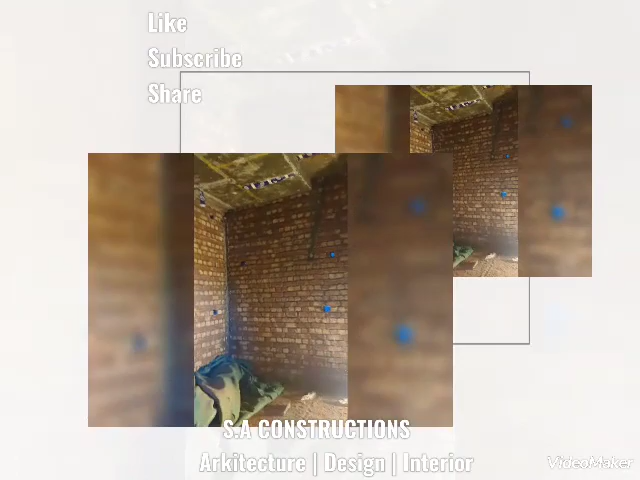 Like
Subscribe
Share
S.A CONSTRUCTIONS
Arkitecture | Design | Interior
VideoMaker